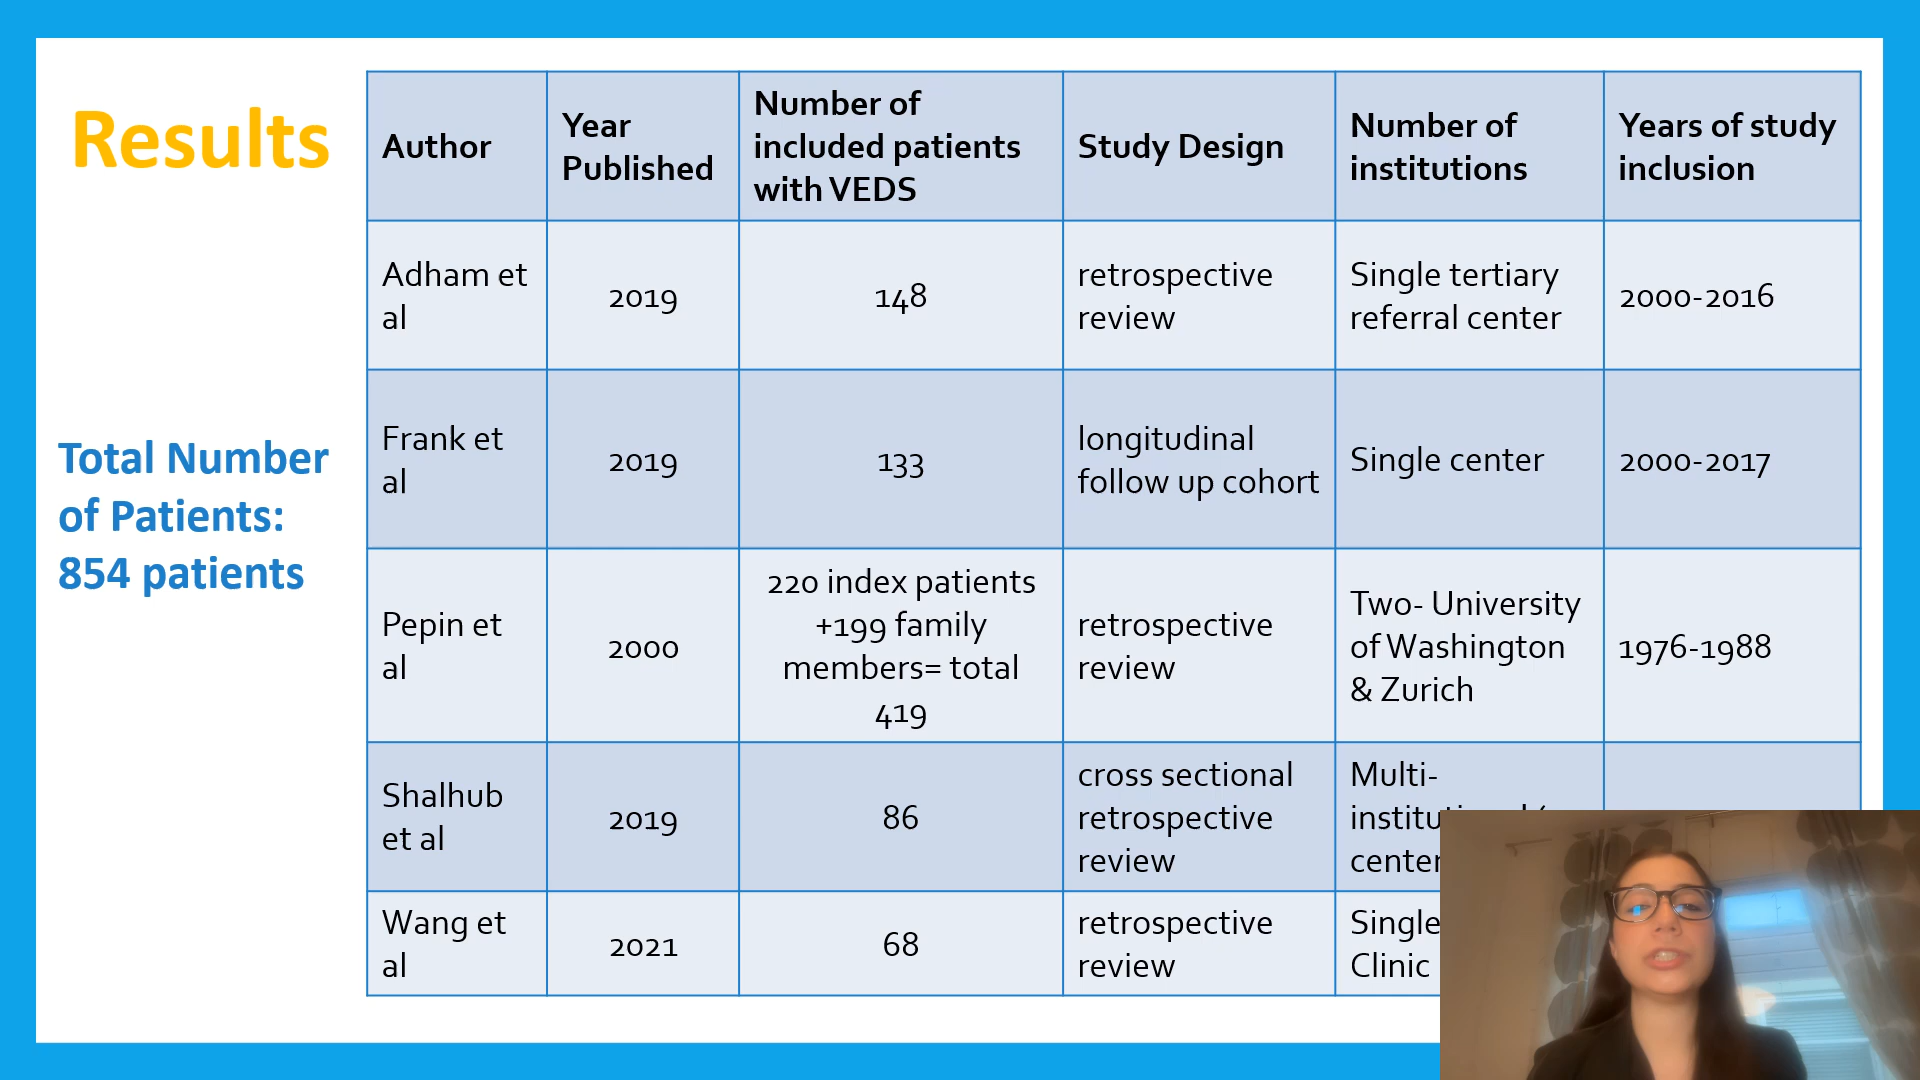 Results
Total Number
of Patients:
854 patients
Author
Year
Published
Number of
included patients
with VEDS
Study Design
Number of
institutions
Years of study
inclusion
Adham et
al
2019
148
retrospective
review
Single tertiary
referral center
2000-2016
Frank et
al
2019
133
longitudinal
follow up cohort
Single center
2000-2017
Pepin et
al
2000
220 index patients
+199 family
members= total
419
retrospective
review
Two- University
of Washington
& Zurich
1976-1988
Shalhub
et al
2019
86
cross sectional
retrospective
review
Multi-
Wang et
al
2021
68
retrospective
review
Single
Clinic